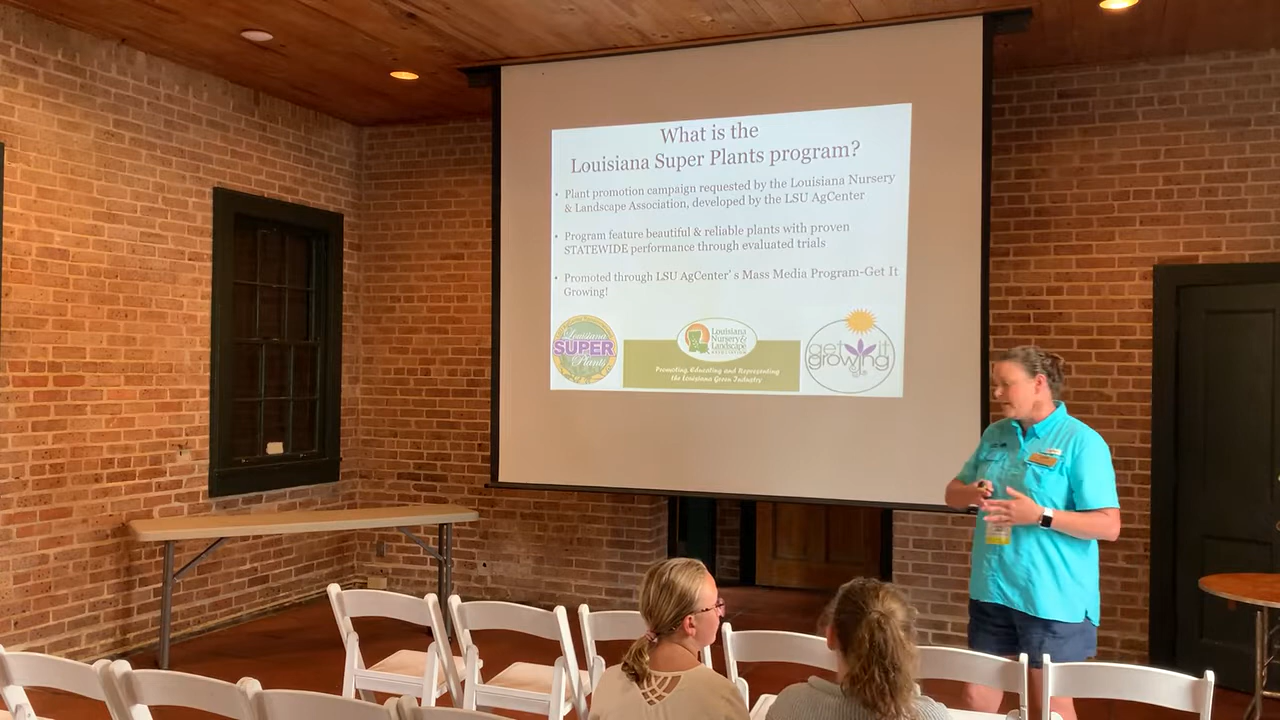 What is the
Louisiana Super Plants program?
• Plant promotion campaign requested by the Louisiana Nursery
& Landscape Association, developed by the LSU AgCenter
• Program feature beautiful & reliable plants with proven
STATEWIDE performance through evaluated trials
• Promoted through LSU AgCenter's Mass Media Program-Get It
Growing!
Louisiana
SUPER
Plants
Louisiana
Nursery &
Landscape
ASSOCIATION
Promoting, Educating and Representing
the Louisiana Green Industry
get it
growing